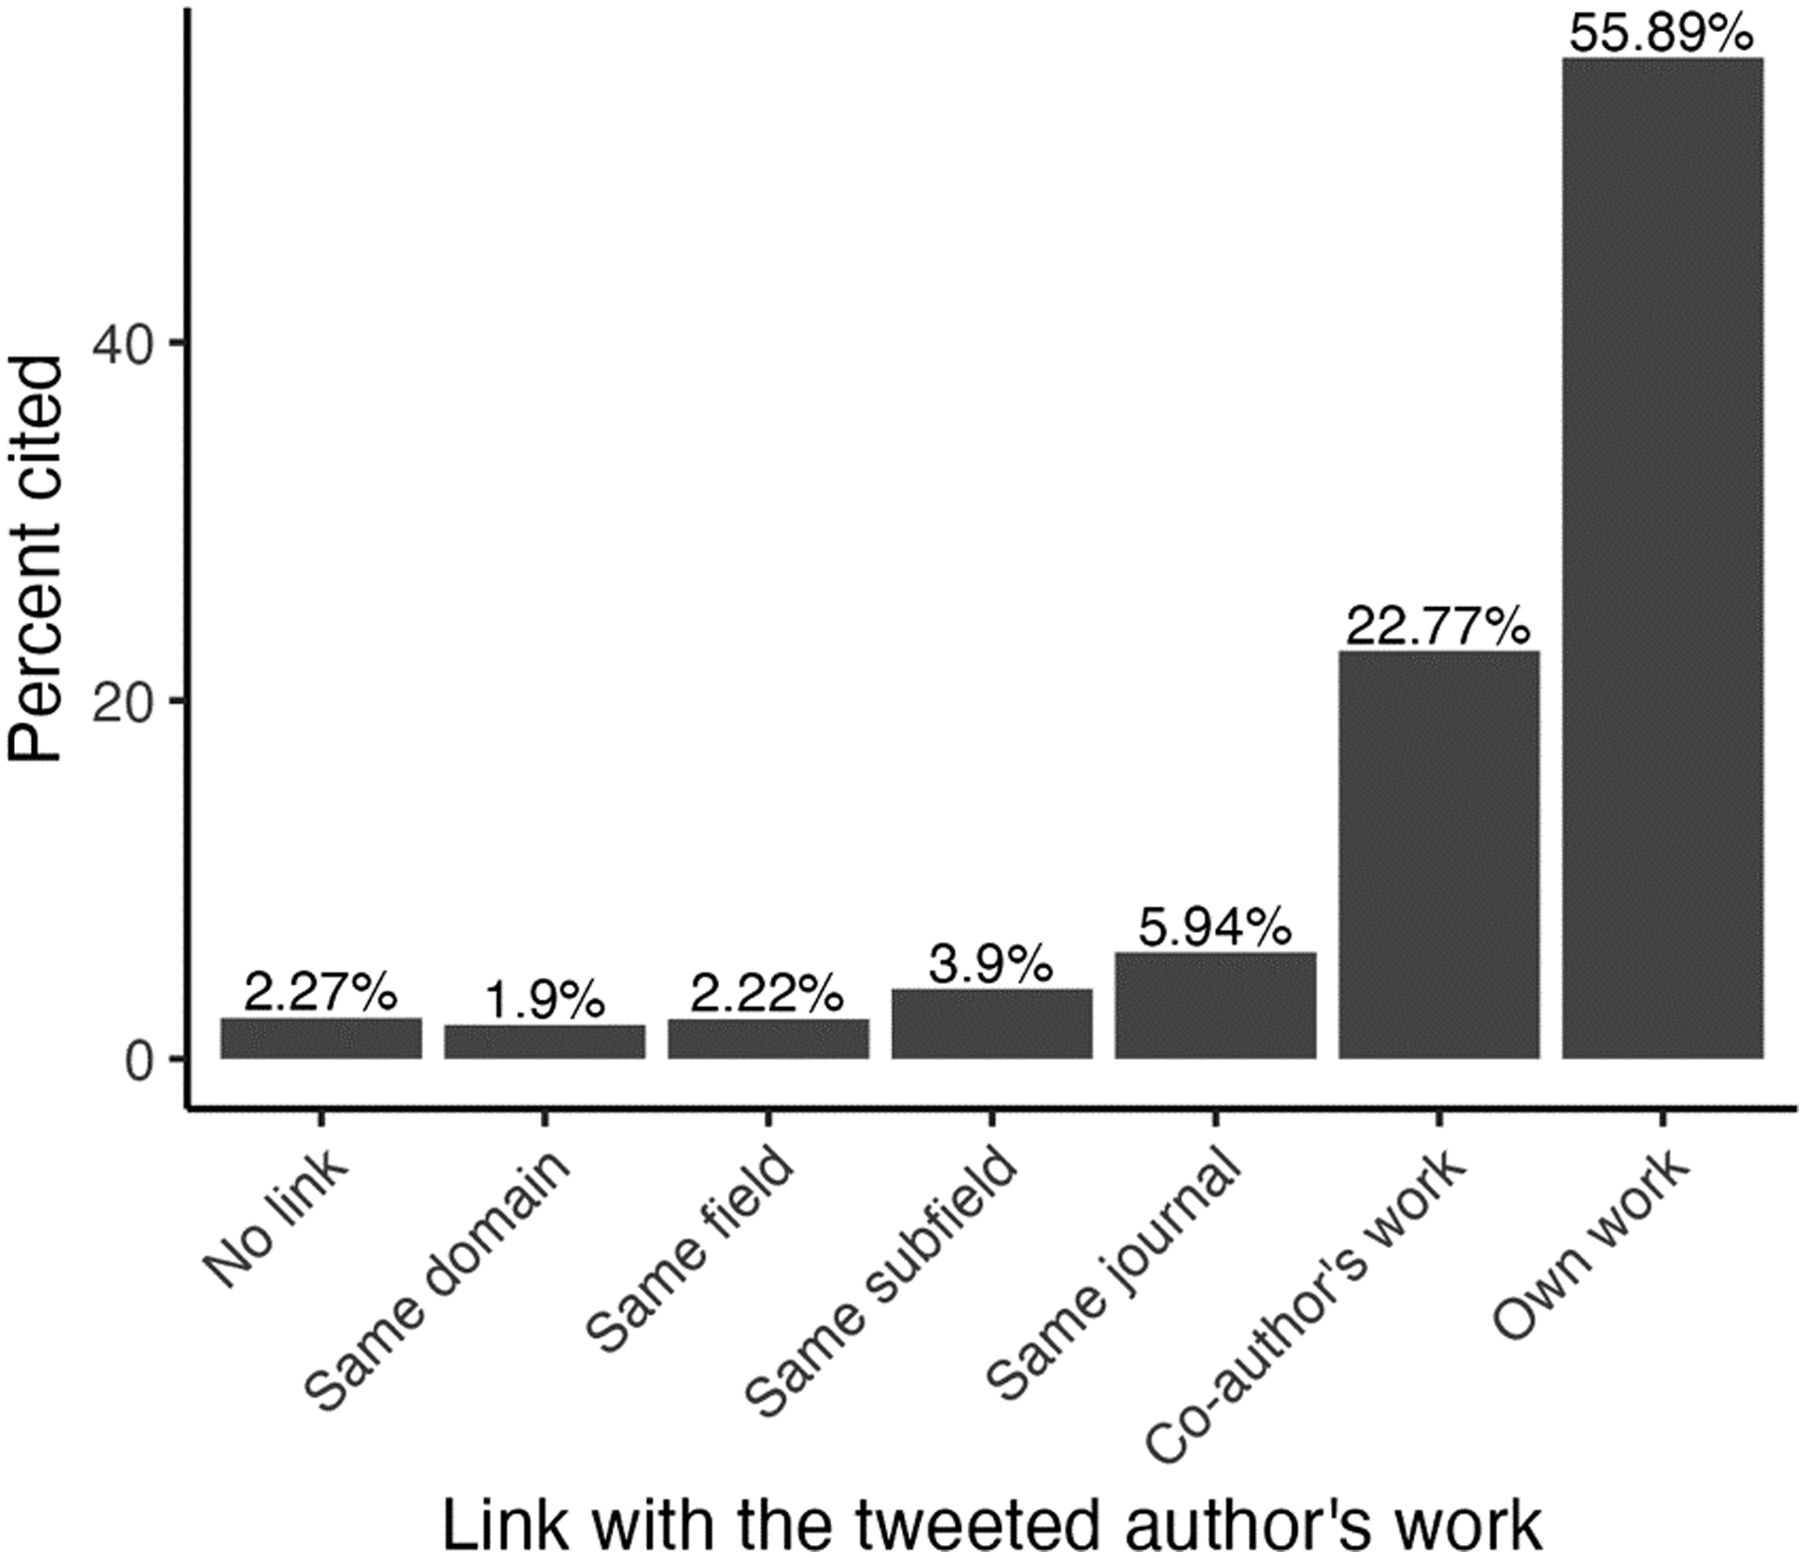 Percent cited
40
20
0
2.27%
1.9%
2.22%
3.9%
5.94%
22.77%
55.89%
No link
Same domain
Same field
Same subfield
Same journal
Co-author's work
Own work
Link with the tweeted author's work